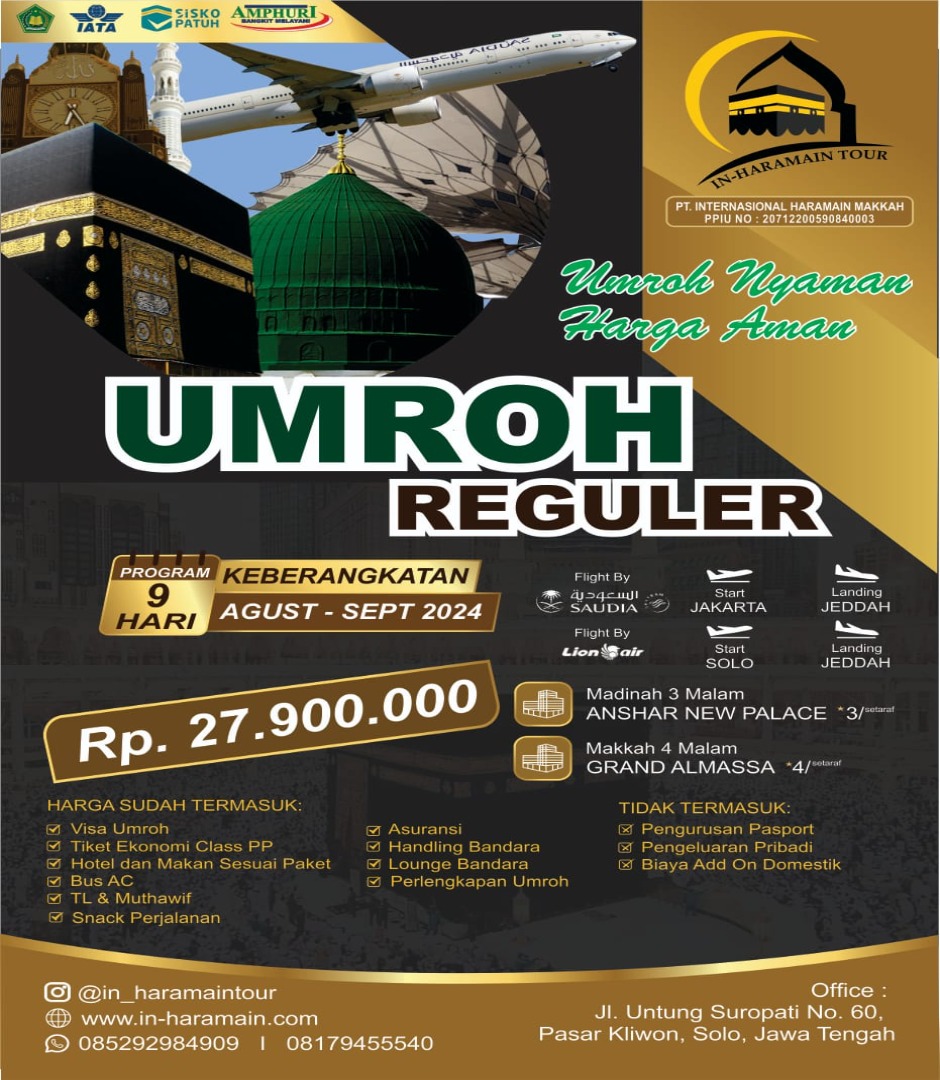 IATA
SiSKO
PATUH
AMPHURI
BANGKIT MELAYANI
SAUDIA السعودية
IN-HARAMAIN TOUR
PT. INTERNASIONAL HARAMAIN MAKKAH
PPIU NO : 20712200590840003
Umroh Nyaman
Harga Aman
UMROH
REGULER
PROGRAM
9
HARI
KEBERANGKATAN
AGUST - SEPT 2024
Flight By
السعودية
SAUDIA
Start
JAKARTA
Landing
JEDDAH
Flight By
Lion air
Start
SOLO
Landing
JEDDAH
Rp. 27.900.000
Madinah 3 Malam
ANSHAR NEW PALACE *3/setaraf
Makkah 4 Malam
GRAND ALMASSA *4/setaraf
HARGA SUDAH TERMASUK:
Visa Umroh
Tiket Ekonomi Class PP
Hotel dan Makan Sesuai Paket
Bus AC
TL & Muthawif
Snack Perjalanan
Asuransi
Handling Bandara
Lounge Bandara
Perlengkapan Umroh
TIDAK TERMASUK:
Pengurusan Pasport
Pengeluaran Pribadi
Biaya Add On Domestik
@in_haramaintour
www.in-haramain.com
085292984909 I 08179455540
Office :
Jl. Untung Suropati No. 60,
Pasar Kliwon, Solo, Jawa Tengah